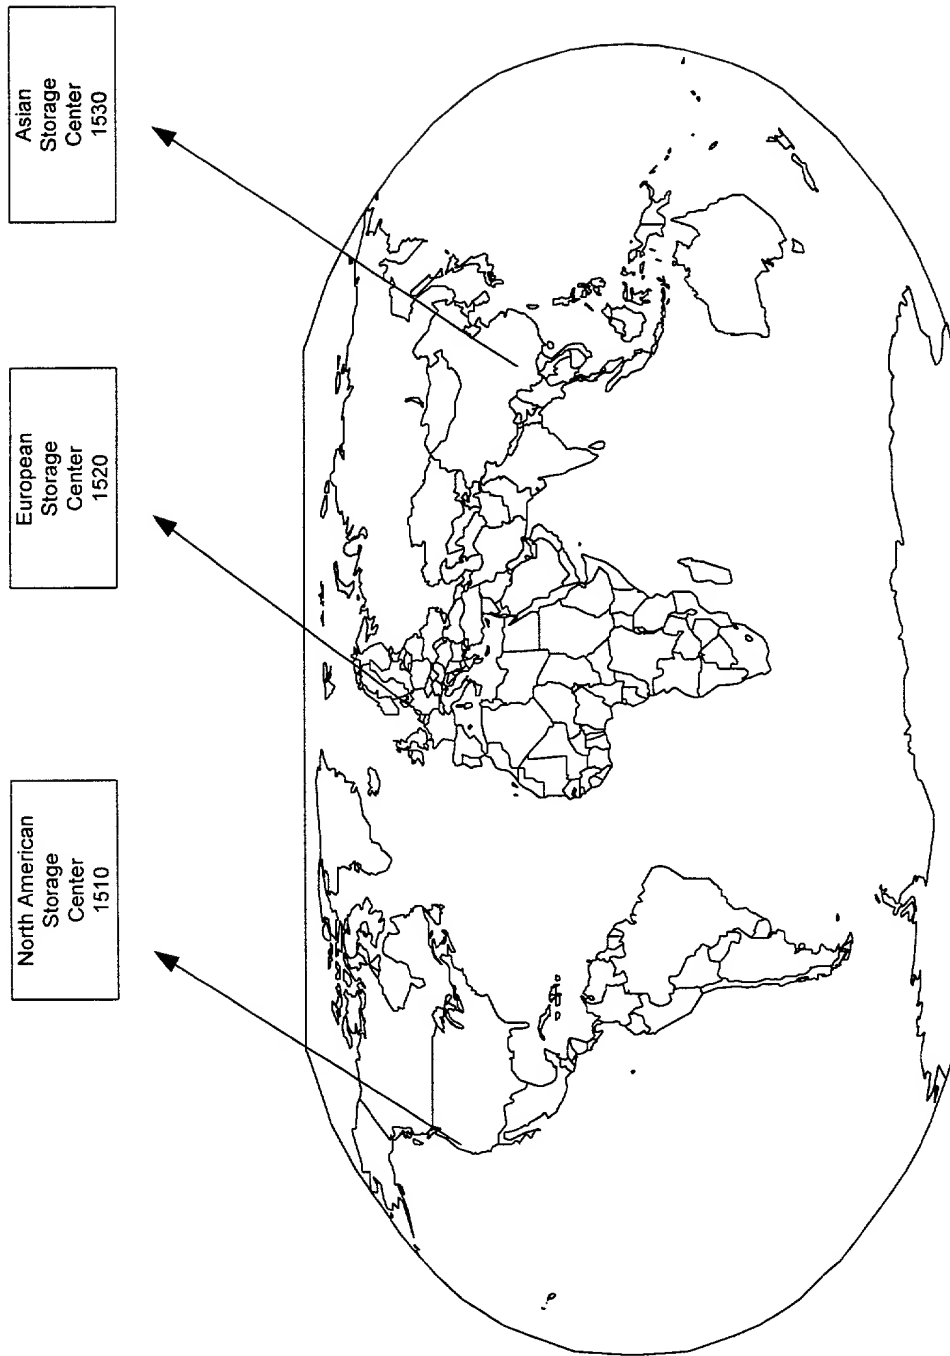 Asian
Storage
Center
1530
European
Storage
Center
1520
North American
Storage
Center
1510